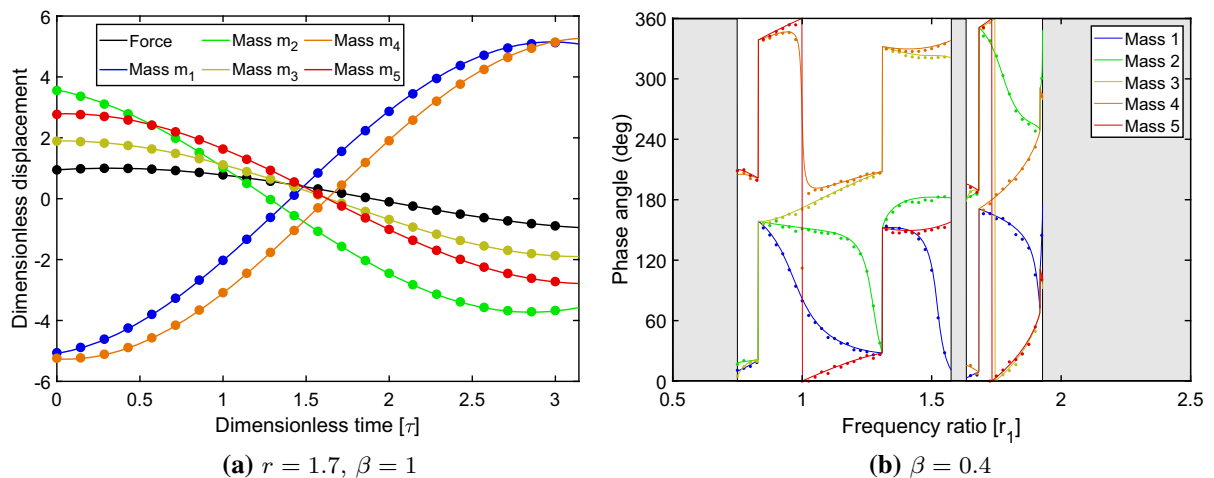 Dimensionless displacement
6
4
2
0
-2
-4
-6
Force
Mass m1
Mass m2
Mass m3
Mass m4
Mass m5
0 0.5 1 1.5 2 2.5 3
Dimensionless time [τ]
(a) r = 1.7, β = 1
Phase angle (deg)
360
300
240
180
120
60
0
Mass 1
Mass 2
Mass 3
Mass 4
Mass 5
0.5 1 1.5 2 2.5
Frequency ratio [r1]
(b) β = 0.4